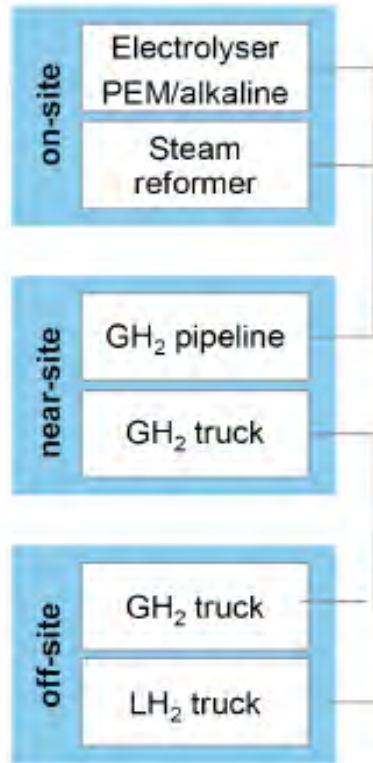 on-site
Electrolyser
PEM/alkaline
Steam
reformer
near-site
GH₂ pipeline
GH₂ truck
off-site
GH₂ truck
LH₂ truck